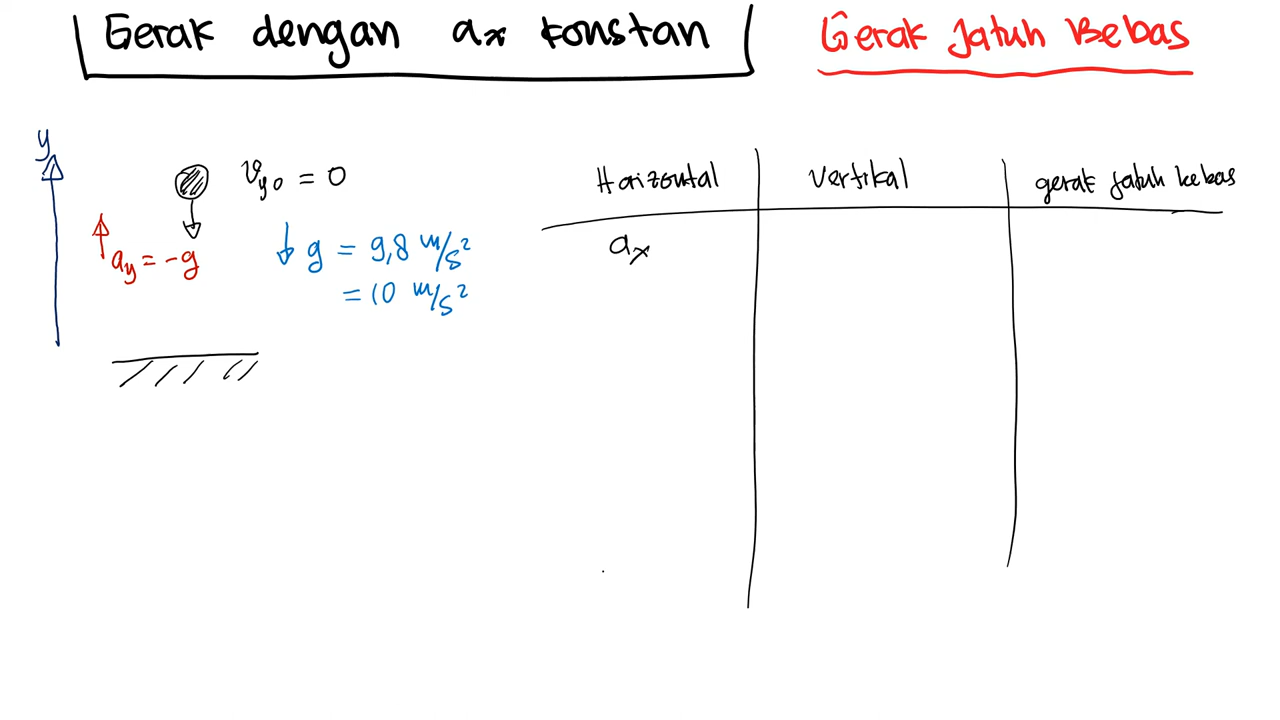 Gerak dengan ax konstan
Gerak Jatuh Bebas
y
vy0 = 0
ay = -g
g = 9,8 m/s²
= 10 m/s²
Horizontal
Vertikal
gerak jatuh bebas
ax